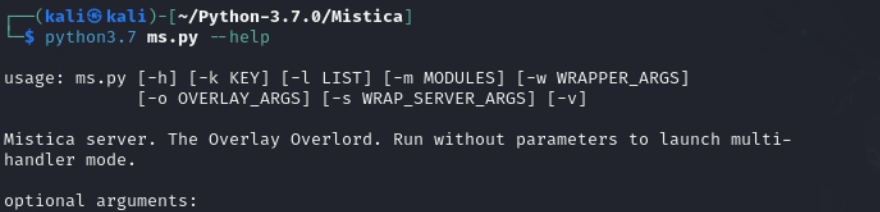 ┌──(kali㉿kali)-[~/Python-3.7.0/Mistica]
└─$ python3.7 ms.py --help
usage: ms.py [-h] [-k KEY] [-l LIST] [-m MODULES] [-w WRAPPER_ARGS]
[-o OVERLAY_ARGS] [-s WRAP_SERVER_ARGS] [-v]
Mistica server. The Overlay Overlord. Run without parameters to launch multi-
handler mode.
optional arguments: